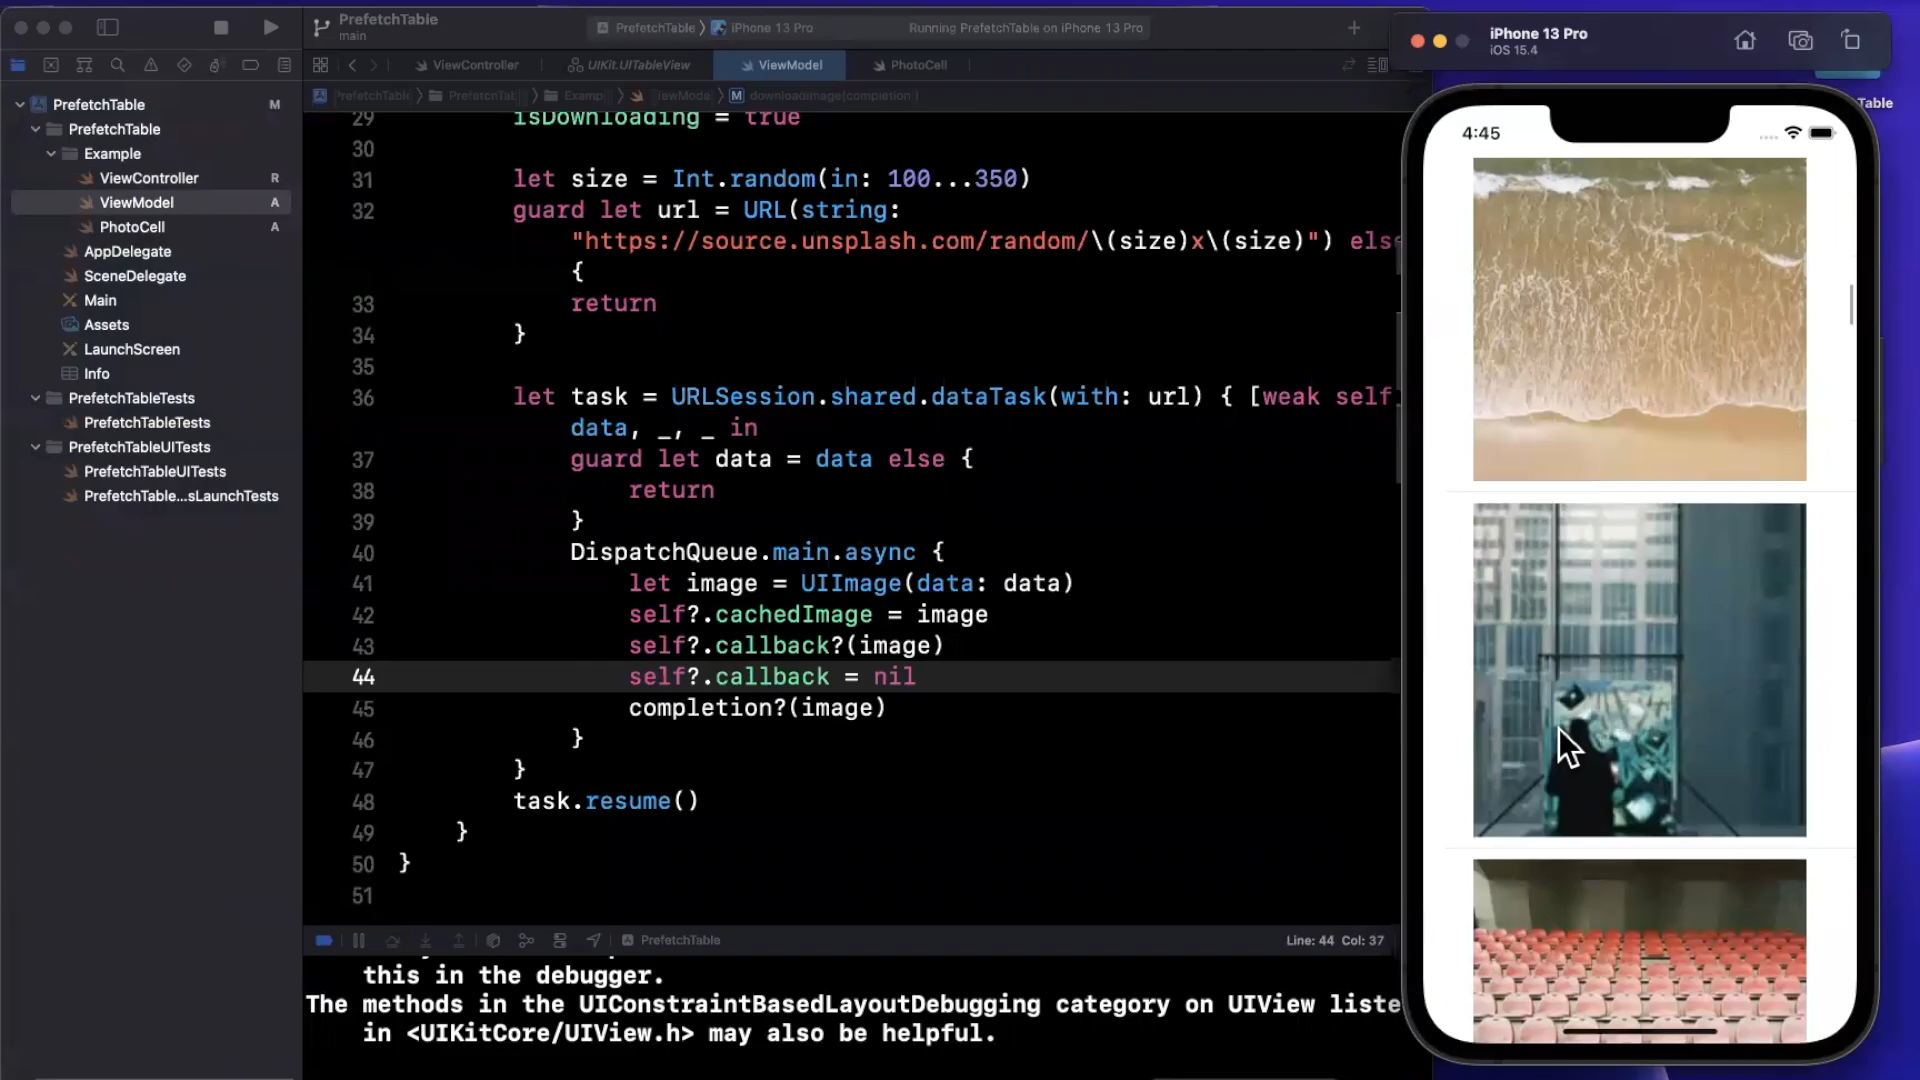 PrefetchTable
main
PrefetchTable
iPhone 13 Pro
Running PrefetchTable on iPhone 13 Pro
iPhone 13 Pro
iOS 15.4
ViewController
UIKit.UITableView
ViewModel
PhotoCell
Table
PrefetchTable M
PrefetchTable
Example
ViewController R
ViewModel A
PhotoCell A
AppDelegate
SceneDelegate
Main
Assets
LaunchScreen
Info
PrefetchTableTests
PrefetchTableTests
PrefetchTableUITests
PrefetchTableUITests
PrefetchTable...sLaunchTests
29 isDownloading = true
30
31 let size = Int.random(in: 100...350)
32 guard let url = URL(string:
"https://source.unsplash.com/random/\(size)x\(size)") else
{
33 return
34 }
35
36 let task = URLSession.shared.dataTask(with: url) { [weak self
data, _, _ in
37 guard let data = data else {
38 return
39 }
40 DispatchQueue.main.async {
41 let image = UIImage(data: data)
42 self?.cachedImage = image
43 self?.callback?(image)
44 self?.callback = nil
45 completion?(image)
46 }
47 }
48 task.resume()
49 }
50 }
51
PrefetchTable
Line: 44 Col: 37
this in the debugger.
The methods in the UIConstraintBasedLayoutDebugging category on UIView liste
in <UIKitCore/UIView.h> may also be helpful.
4:45